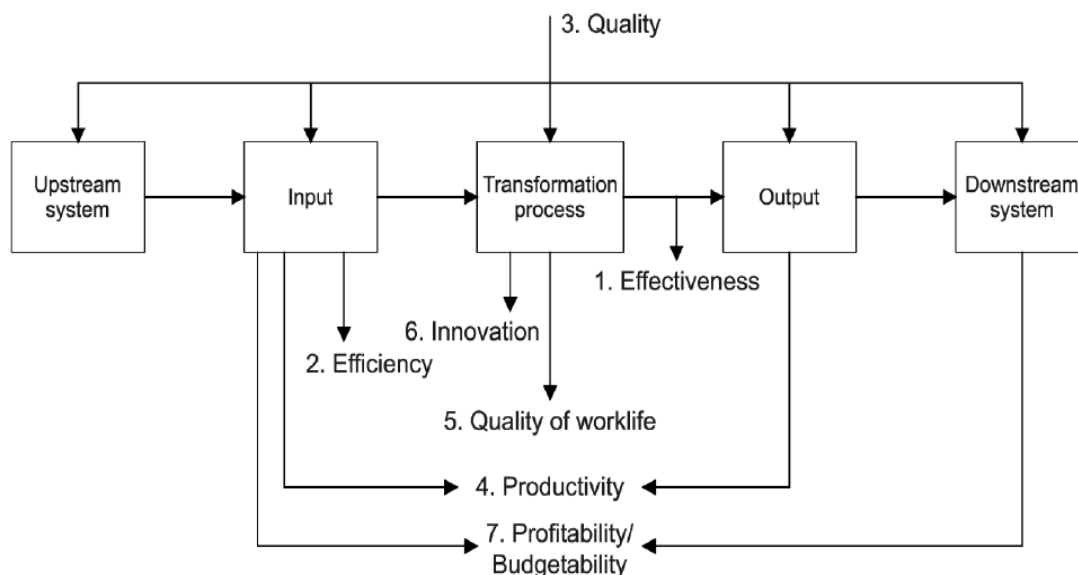 3. Quality
Upstream
system
Input
Transformation
process
Output
Downstream
system
1. Effectiveness
6. Innovation
2. Efficiency
5. Quality of worklife
4. Productivity
7. Profitability/
Budgetability